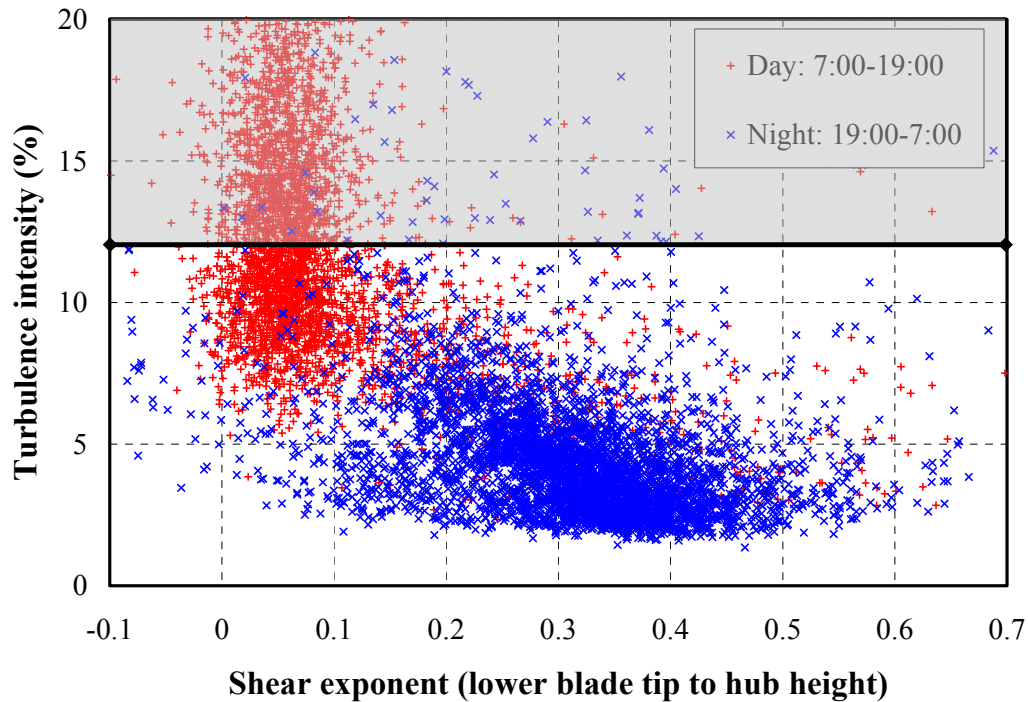 20
15
10
5
0
Turbulence intensity (%)
Day: 7:00-19:00
Night: 19:00-7:00
-0.1 0 0.1 0.2 0.3 0.4 0.5 0.6 0.7
Shear exponent (lower blade tip to hub height)